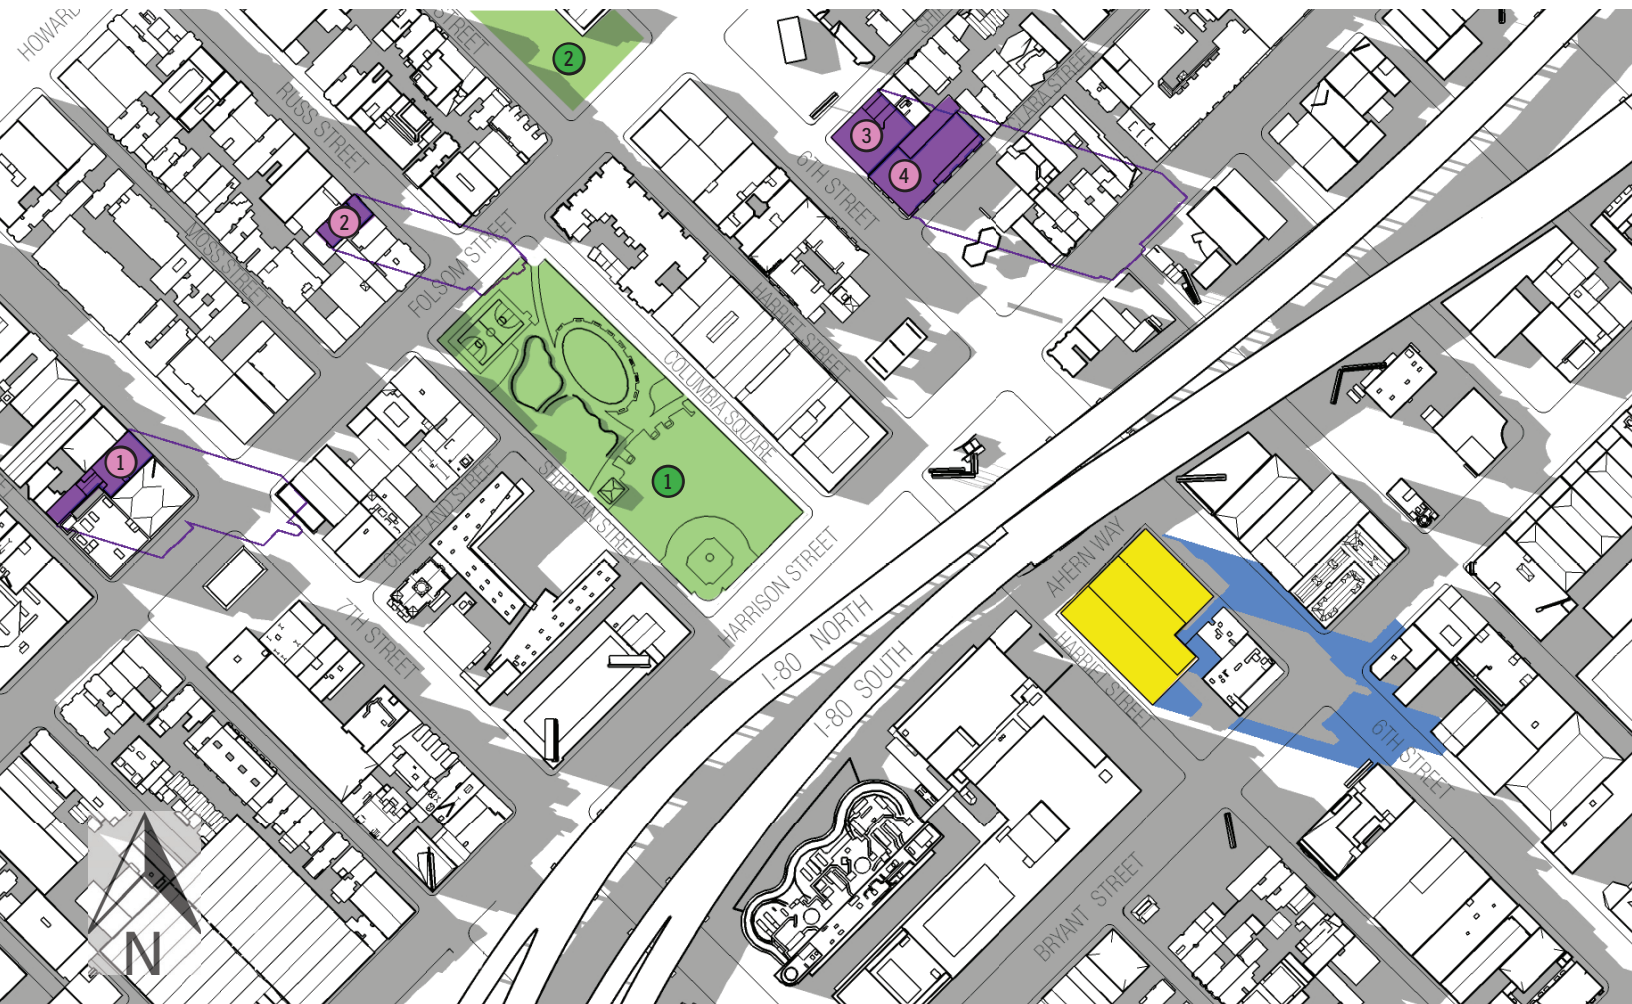 HOWARD
STREET
2
RUSS STREET
3
CLARA STREET
4
6TH STREET
2
MOSS STREET
FOLSOM STREET
HARRIET STREET
COLUMBIA SQUARE
1
1
CLEVELAND STREET
SHERMAN STREET
HARRISON STREET
AHERN WAY
7TH STREET
I-80 NORTH
I-80 SOUTH
HARRIET STREET
6TH STREET
BRYANT STREET
N